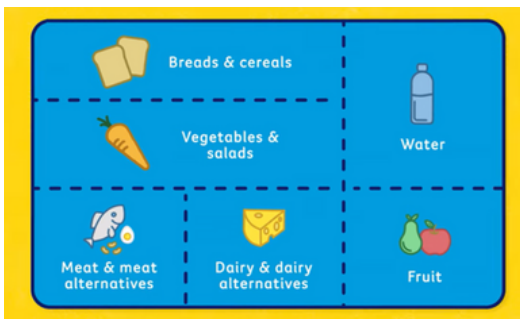 Breads & cereals
Vegetables &
salads
Water
Meat & meat
alternatives
Dairy & dairy
alternatives
Fruit